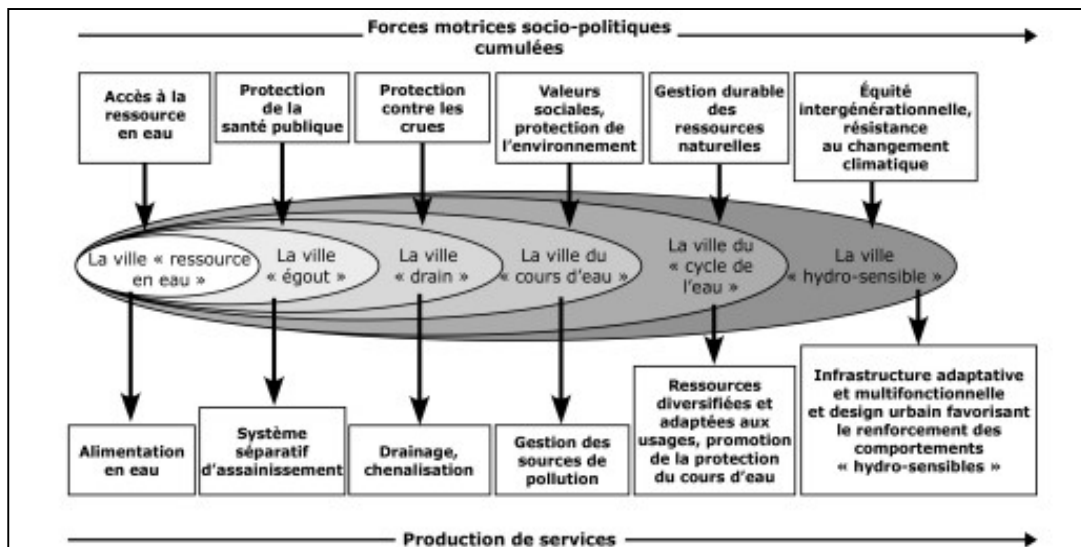 Forces motrices socio-politiques
cumulées
Accès à la
ressource
en eau
Protection
de la
santé publique
Protection
contre les
crues
Valeurs
sociales,
protection de
l'environnement
Gestion durable
des
ressources
naturelles
Équité
intergénérationnelle,
résistance
au changement
climatique
La ville « ressource
en eau »
La ville
« égout »
La ville
« drain »
La ville du
« cours d'eau »
La ville du
« cycle de
l'eau »
La ville
« hydro-sensible »
Alimentation
en eau
Système
séparatif
d'assainissement
Drainage,
chenalisation
Gestion des
sources de
pollution
Ressources
diversifiées et
adaptées aux
usages, promotion
de la protection
du cours d'eau
Infrastructure adaptative
et multifonctionnelle
et design urbain favorisant
le renforcement des
comportements
« hydro-sensibles »
Production de services